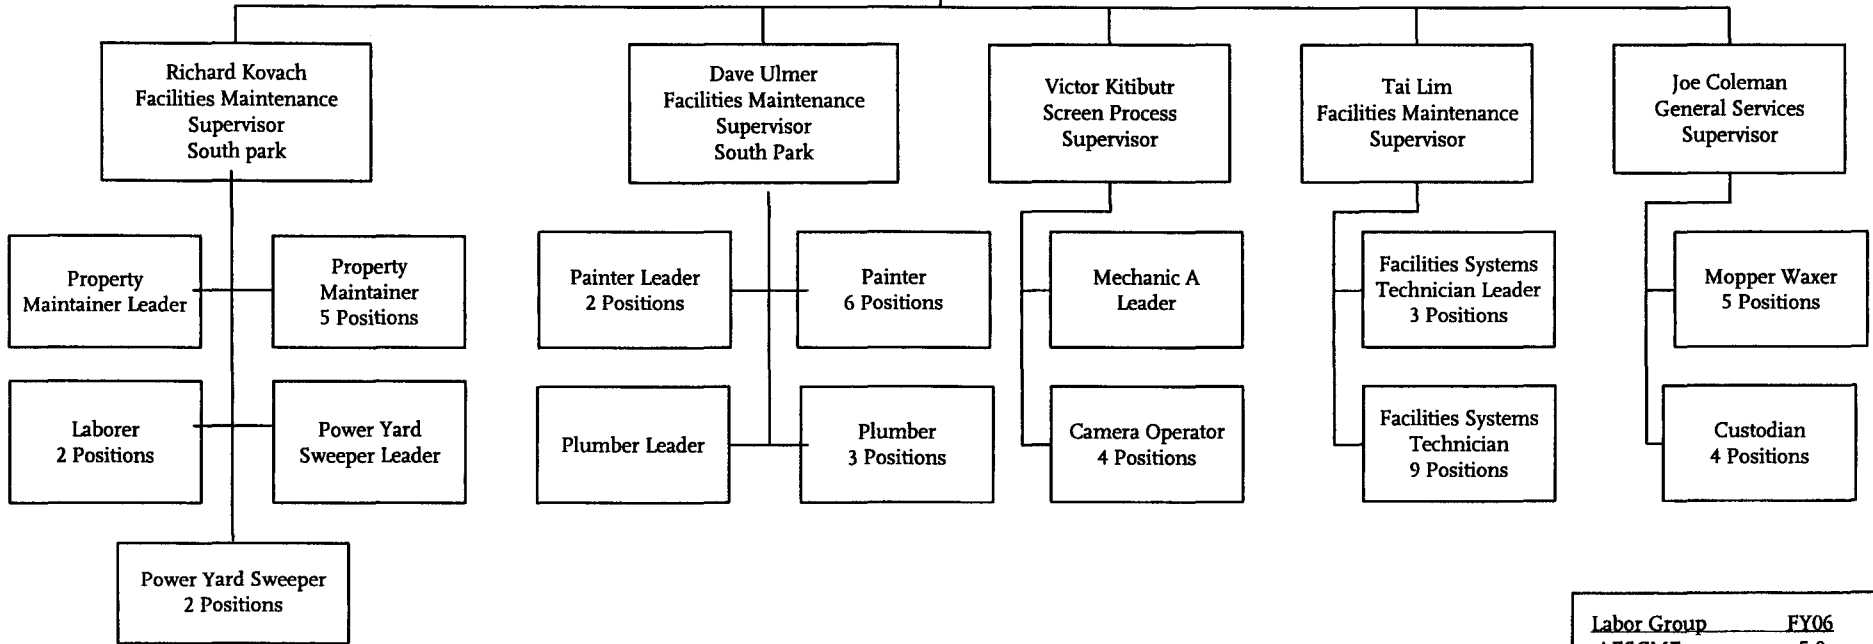 Richard Kovach
Facilities Maintenance
Supervisor
South park
Dave Ulmer
Facilities Maintenance
Supervisor
South Park
Victor Kitibutr
Screen Process
Supervisor
Tai Lim
Facilities Maintenance
Supervisor
Joe Coleman
General Services
Supervisor
Property
Maintainer Leader
Property
Maintainer
5 Positions
Painter Leader
2 Positions
Painter
6 Positions
Mechanic A
Leader
Facilities Systems
Technician Leader
3 Positions
Mopper Waxer
5 Positions
Laborer
2 Positions
Power Yard
Sweeper Leader
Plumber Leader
Plumber
3 Positions
Camera Operator
4 Positions
Facilities Systems
Technician
9 Positions
Custodian
4 Positions
Power Yard Sweeper
2 Positions
Labor Group FY06